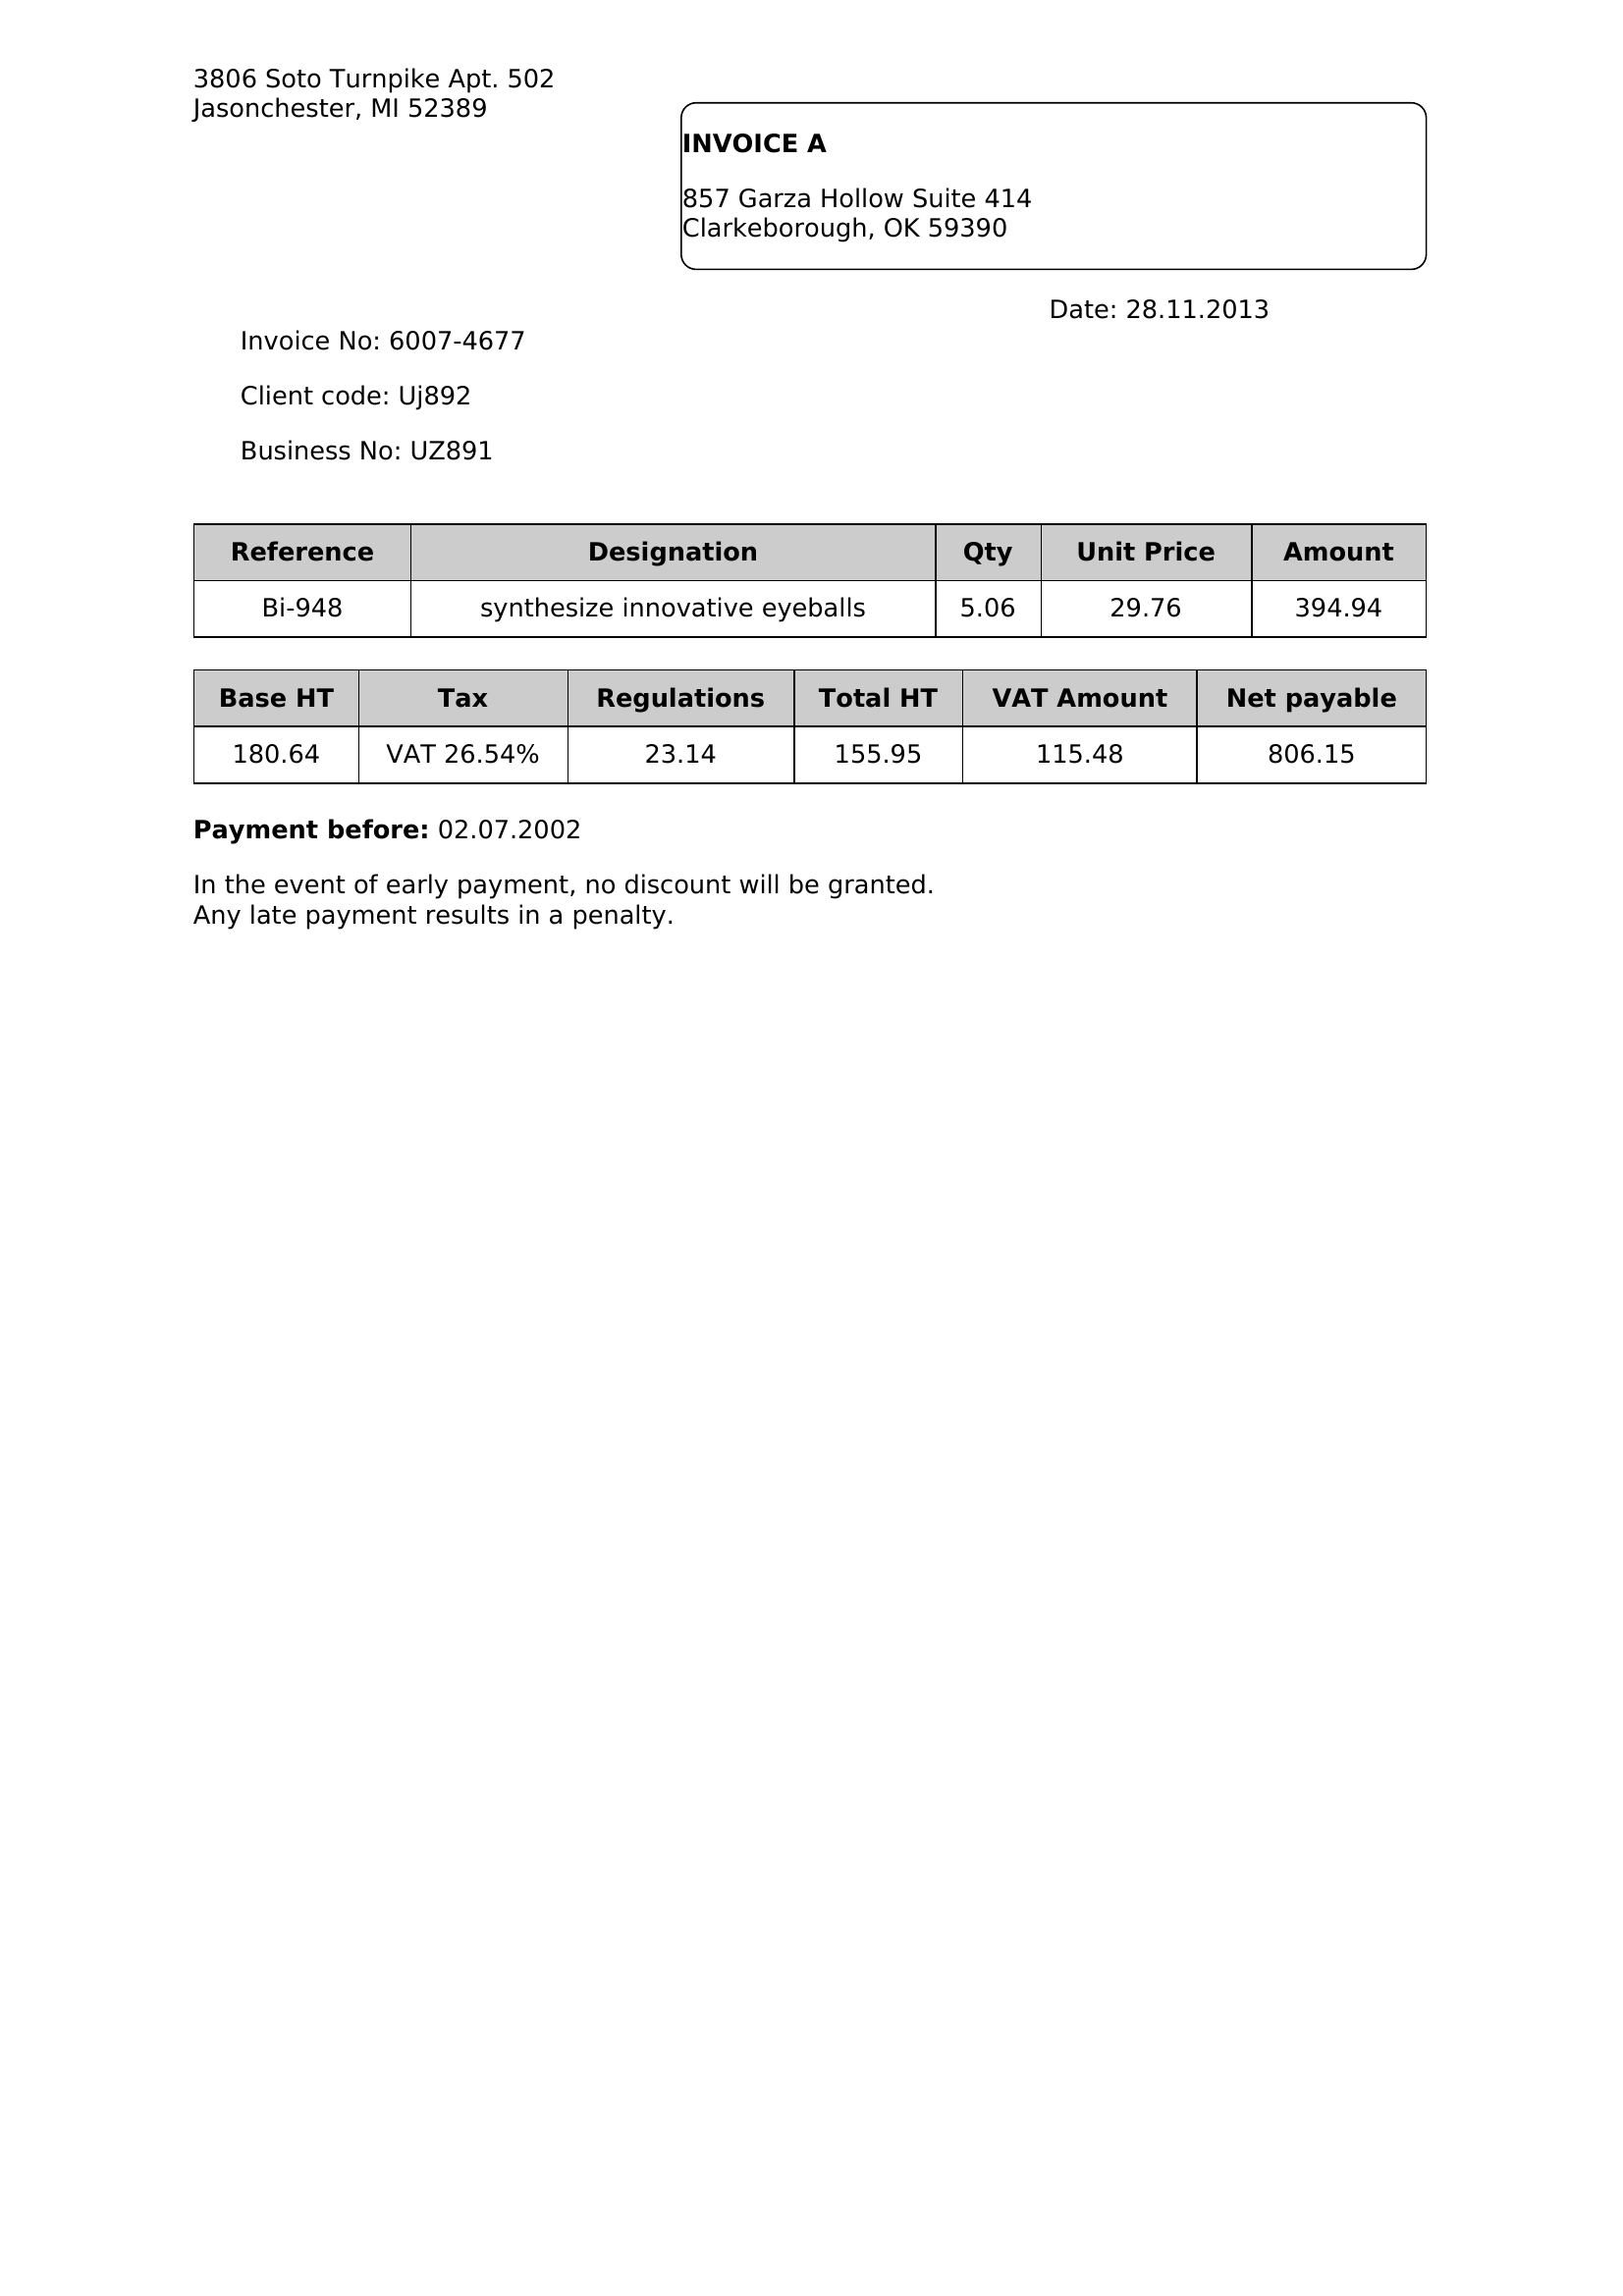 3806 Soto Turnpike Apt. 502
Jasonchester, MI 52389
INVOICE A
857 Garza Hollow Suite 414
Clarkeborough, OK 59390
Date: 28.11.2013
Invoice No: 6007-4677
Client code: Uj892
Business No: UZ891
Reference Designation Qty Unit Price Amount
Bi-948 synthesize innovative eyeballs 5.06 29.76 394.94
Base HT Tax Regulations Total HT VAT Amount Net payable
180.64 VAT 26.54% 23.14 155.95 115.48 806.15
Payment before: 02.07.2002
In the event of early payment, no discount will be granted.
Any late payment results in a penalty.